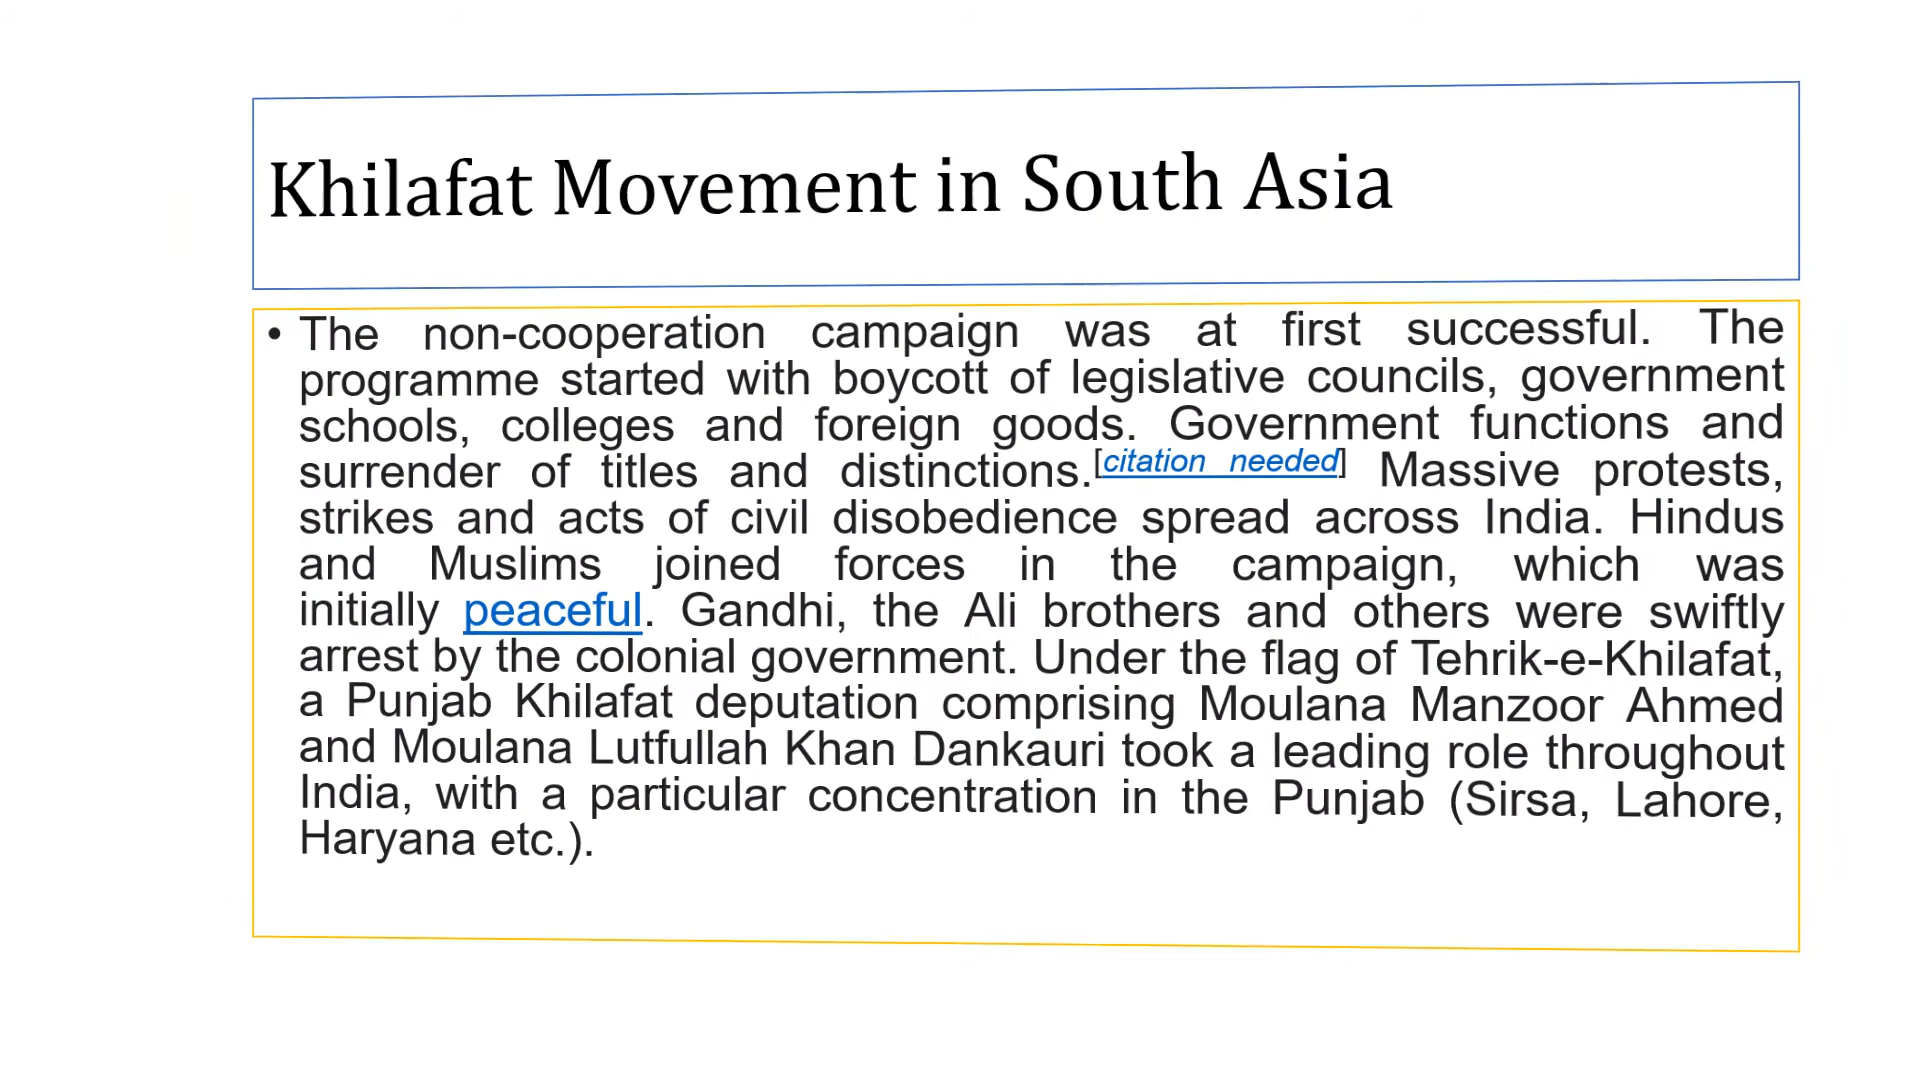 Khilafat Movement in South Asia
• The non-cooperation campaign was at first successful. The
programme started with boycott of legislative councils, government
schools, colleges and foreign goods. Government functions and
surrender of titles and distinctions.[citation needed] Massive protests,
strikes and acts of civil disobedience spread across India. Hindus
and Muslims joined forces in the campaign, which was
initially peaceful. Gandhi, the Ali brothers and others were swiftly
arrest by the colonial government. Under the flag of Tehrik-e-Khilafat,
a Punjab Khilafat deputation comprising Moulana Manzoor Ahmed
and Moulana Lutfullah Khan Dankauri took a leading role throughout
India, with a particular concentration in the Punjab (Sirsa, Lahore,
Haryana etc.).